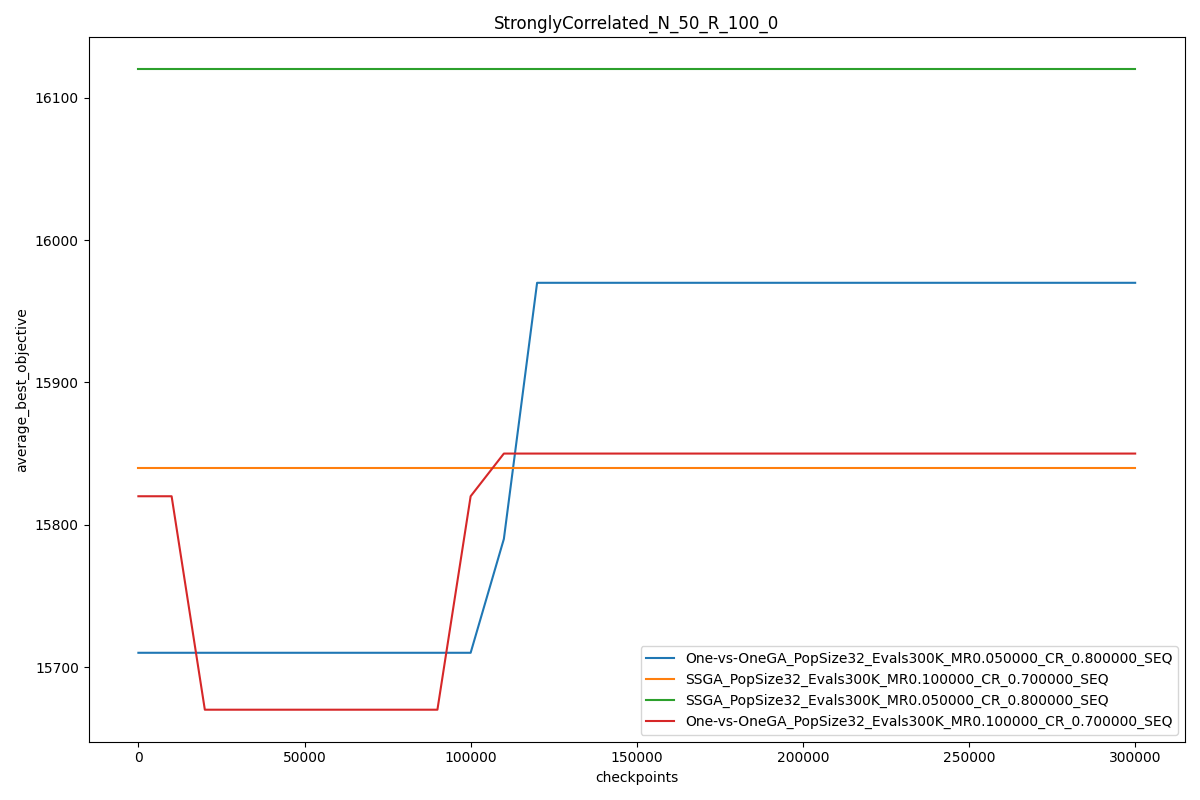 StronglyCorrelated_N_50_R_100_0
average_best_objective
16100
16000
15900
15800
15700
0
50000
100000
150000
200000
250000
300000
checkpoints
One-vs-OneGA_PopSize32_Evals300K_MR0.050000_CR_0.800000_SEQ
SSGA_PopSize32_Evals300K_MR0.100000_CR_0.700000_SEQ
SSGA_PopSize32_Evals300K_MR0.050000_CR_0.800000_SEQ
One-vs-OneGA_PopSize32_Evals300K_MR0.100000_CR_0.700000_SEQ